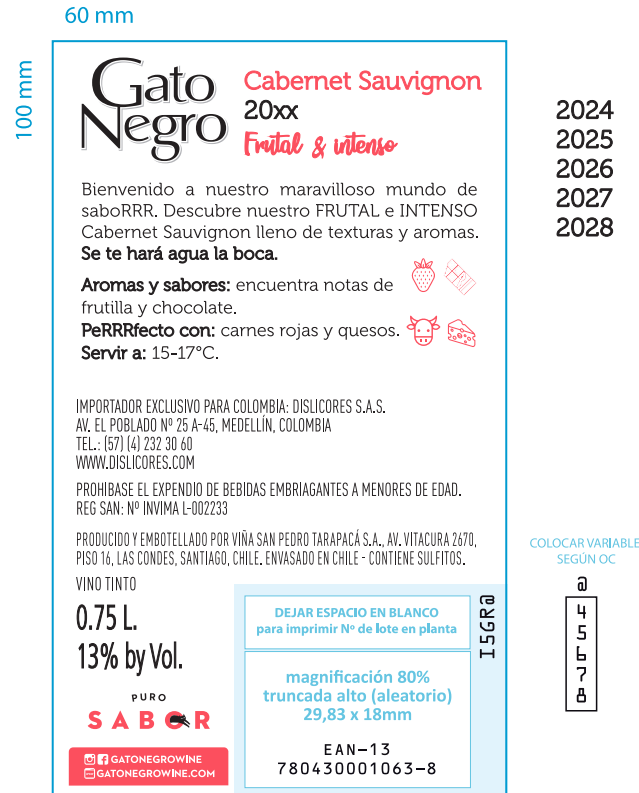 60 mm
100 mm
Gato
Negro
Cabernet Sauvignon
20xx
Frutal & intenso
Bienvenido a nuestro maravilloso mundo de
saboRRR. Descubre nuestro FRUTAL e INTENSO
Cabernet Sauvignon lleno de texturas y aromas.
Se te hará agua la boca.
Aromas y sabores: encuentra notas de
frutilla y chocolate.
PeRRRfecto con: carnes rojas y quesos.
Servir a: 15-17°C.
IMPORTADOR EXCLUSIVO PARA COLOMBIA: DISLICORES S.A.S.
AV. EL POBLADO Nº 25 A-45, MEDELLÍN, COLOMBIA
TEL.: (57) (4) 232 30 60
WWW.DISLICORES.COM
PROHIBASE EL EXPENDIO DE BEBIDAS EMBRIAGANTES A MENORES DE EDAD.
REG SAN: Nº INVIMA L-002233
PRODUCIDO Y EMBOTELLADO POR VIÑA SAN PEDRO TARAPACÁ S.A., AV. VITACURA 2670,
PISO 16, LAS CONDES, SANTIAGO, CHILE. ENVASADO EN CHILE - CONTIENE SULFITOS.
VINO TINTO
0.75 L.
13% by Vol.
PURO
SABOR
GATONEGROWINE
GATONEGROWINE.COM
DEJAR ESPACIO EN BLANCO
para imprimir Nº de lote en planta
magnificación 80%
truncada alto (aleatorio)
29,83 x 18mm
EAN-13
780430001063-8
I5GR@
2024
2025
2026
2027
2028
COLOCAR VARIABLE
SEGÚN OC
@
4
5
6
7
8